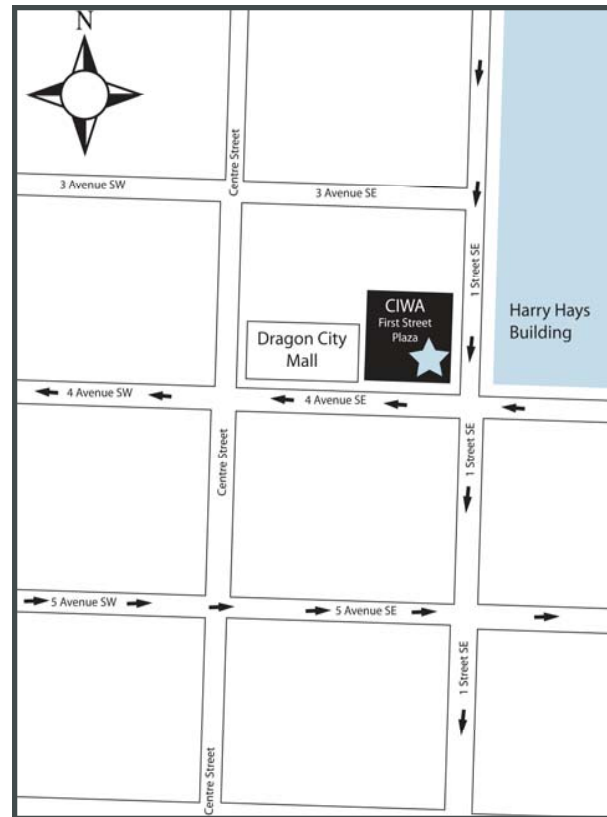 N
Centre Street
3 Avenue SW
3 Avenue SE
1 Street SE
CIWA
First Street
Plaza
Harry Hays
Building
Dragon City
Mall
4 Avenue SW
4 Avenue SE
Centre Street
1 Street SE
5 Avenue SW
5 Avenue SE
1 Street SE
Centre Street